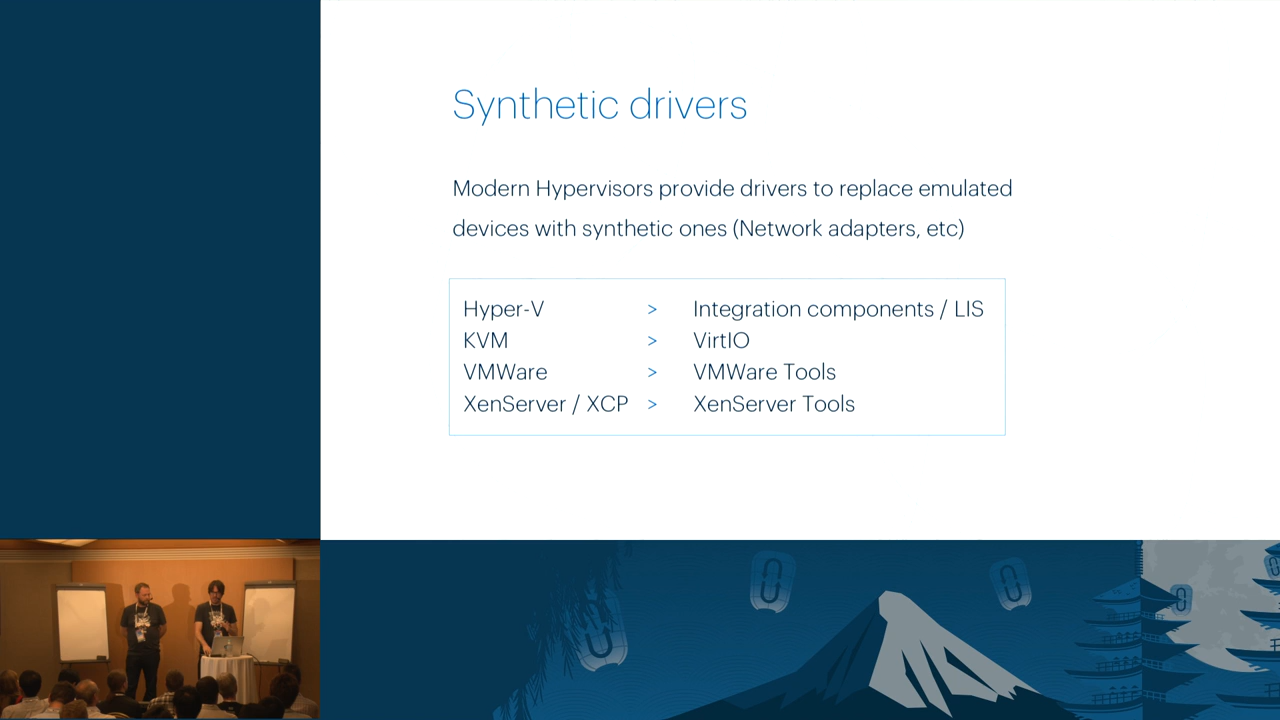 Synthetic drivers
Modern Hypervisors provide drivers to replace emulated
devices with synthetic ones (Network adapters, etc)
Hyper-V > Integration components / LIS
KVM > VirtIO
VMWare > VMWare Tools
XenServer / XCP > XenServer Tools